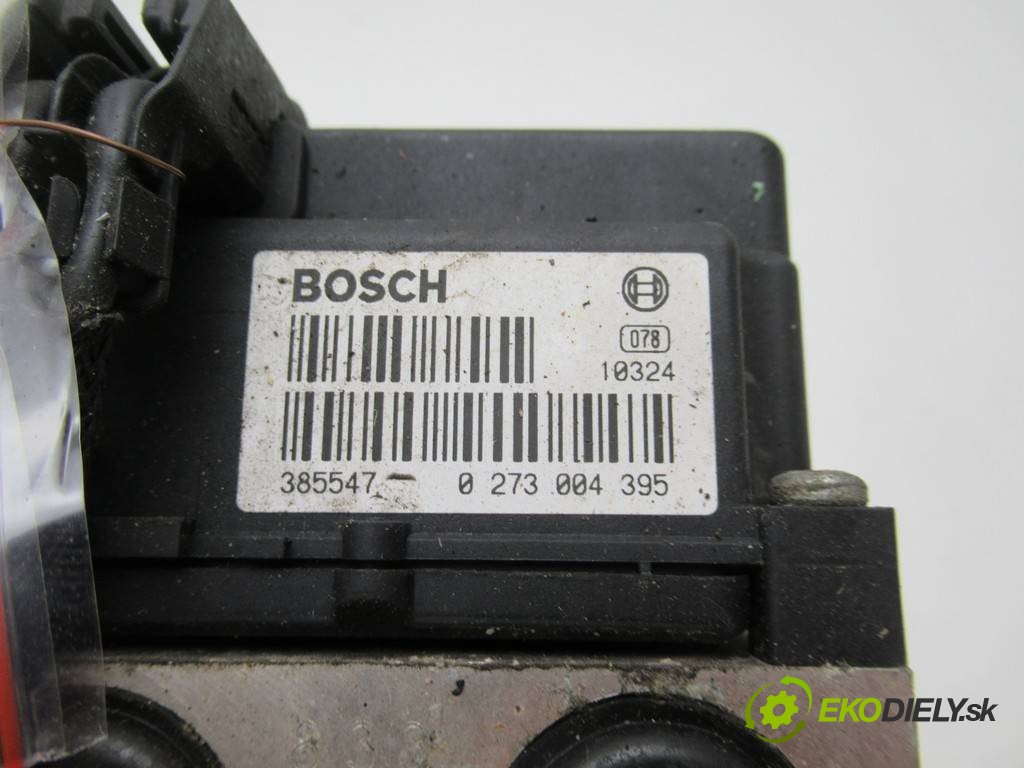 BOSCH
078
10324
385547 0 273 004 395
EKODIELY.sk